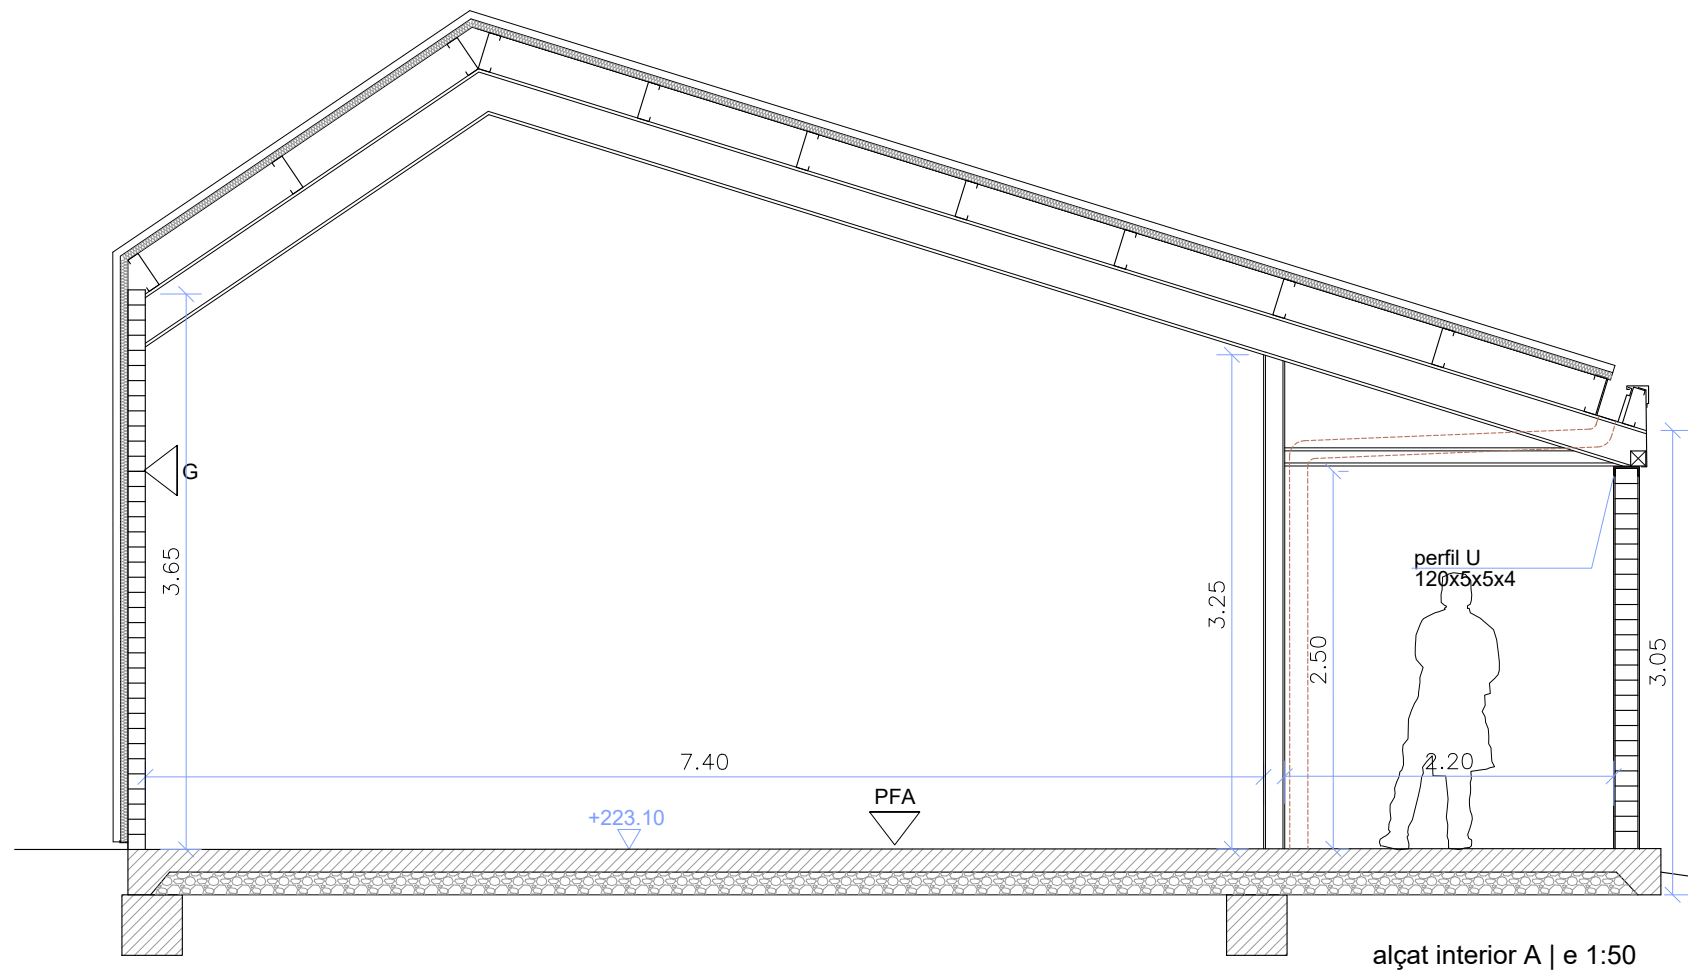 G
3.65
perfil U
120x5x5x4
3.25
2.50
3.05
7.40
2.20
PFA
+223.10
alçat interior A | e 1:50